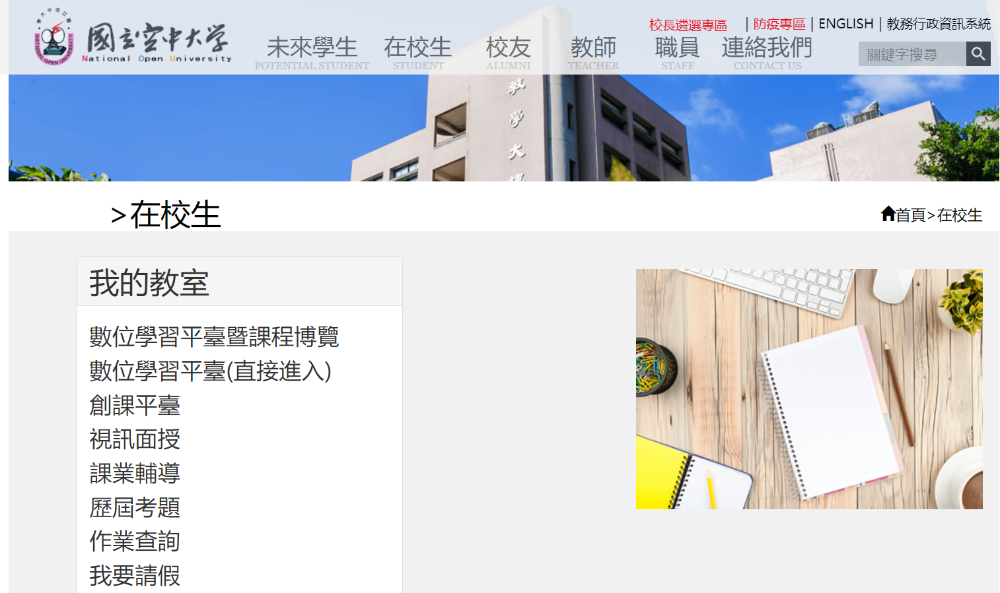 校長遴選專區 | 防疫專區 | ENGLISH | 教務行政資訊系統
國立空中大學
National Open University
未來學生 在校生 校友 教師 職員 連絡我們
POTENTIAL STUDENT STUDENT ALUMNI TEACHER STAFF CONTACT US
關鍵字搜尋
教學大樓
>在校生
首頁>在校生
我的教室
數位學習平臺暨課程博覽
數位學習平臺(直接進入)
創課平臺
視訊面授
課業輔導
歷屆考題
作業查詢
我要請假